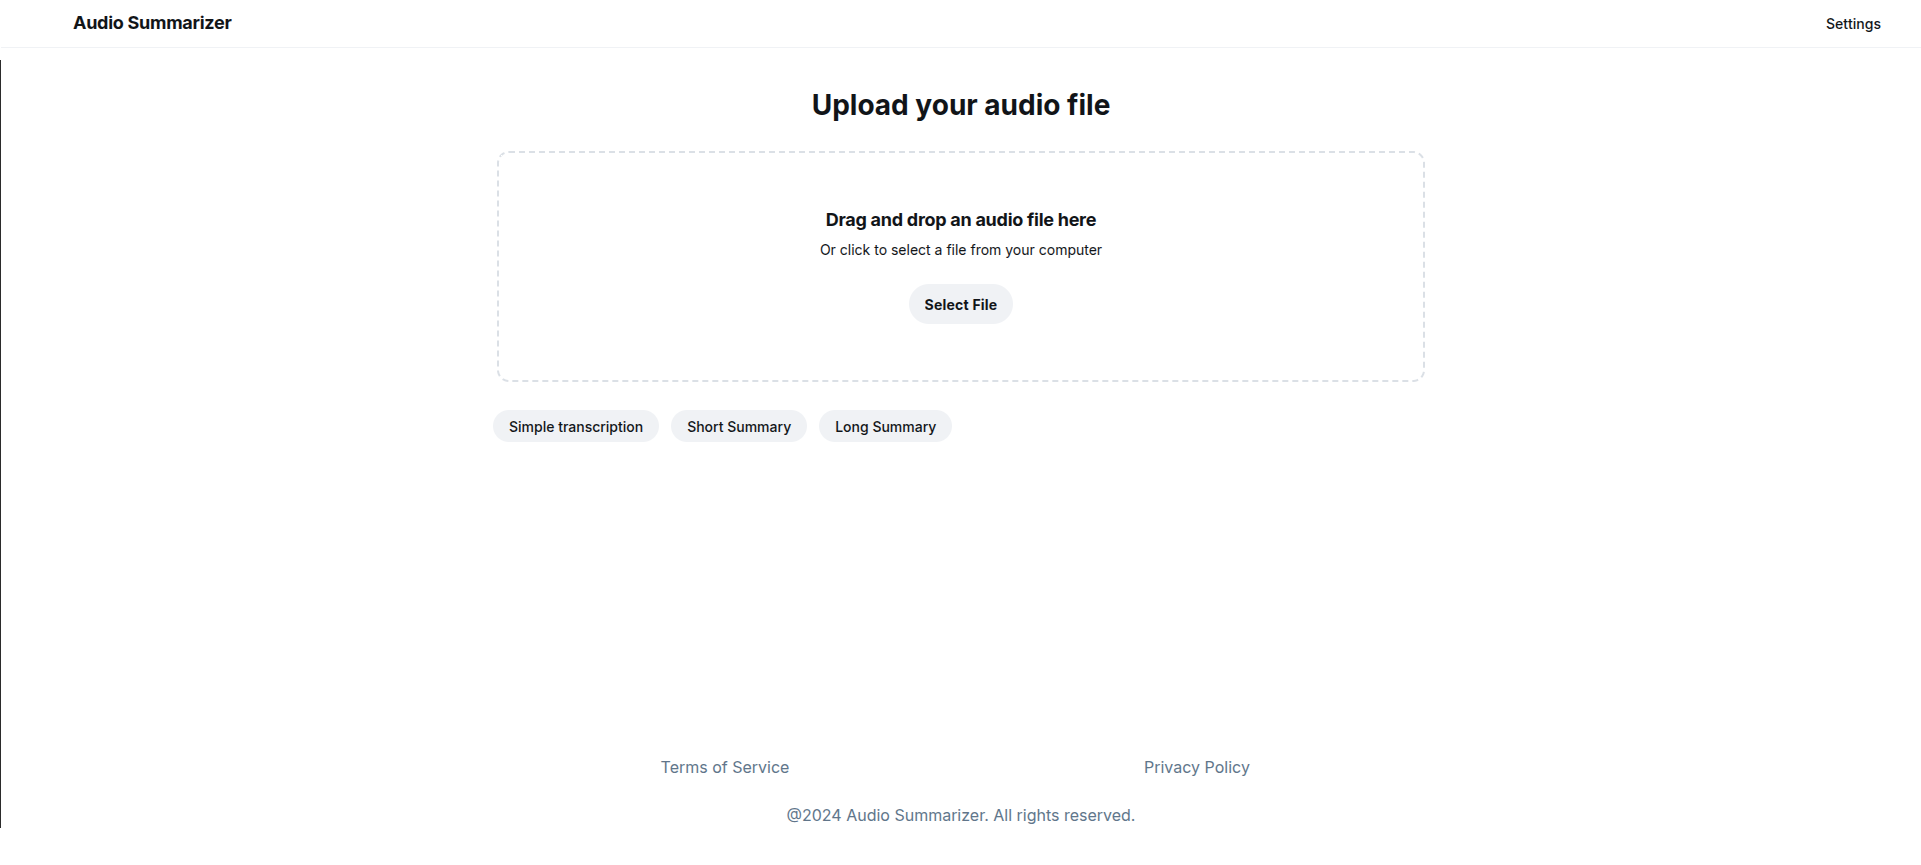 Audio Summarizer
Settings
Upload your audio file
Drag and drop an audio file here
Or click to select a file from your computer
Select File
Simple transcription
Short Summary
Long Summary
Terms of Service
Privacy Policy
@2024 Audio Summarizer. All rights reserved.